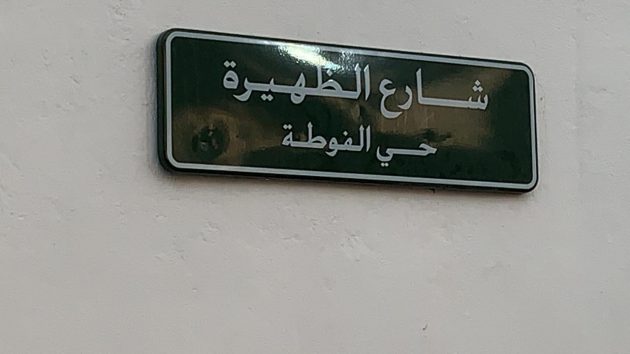 شارع الظهيرة
حي الفوطة